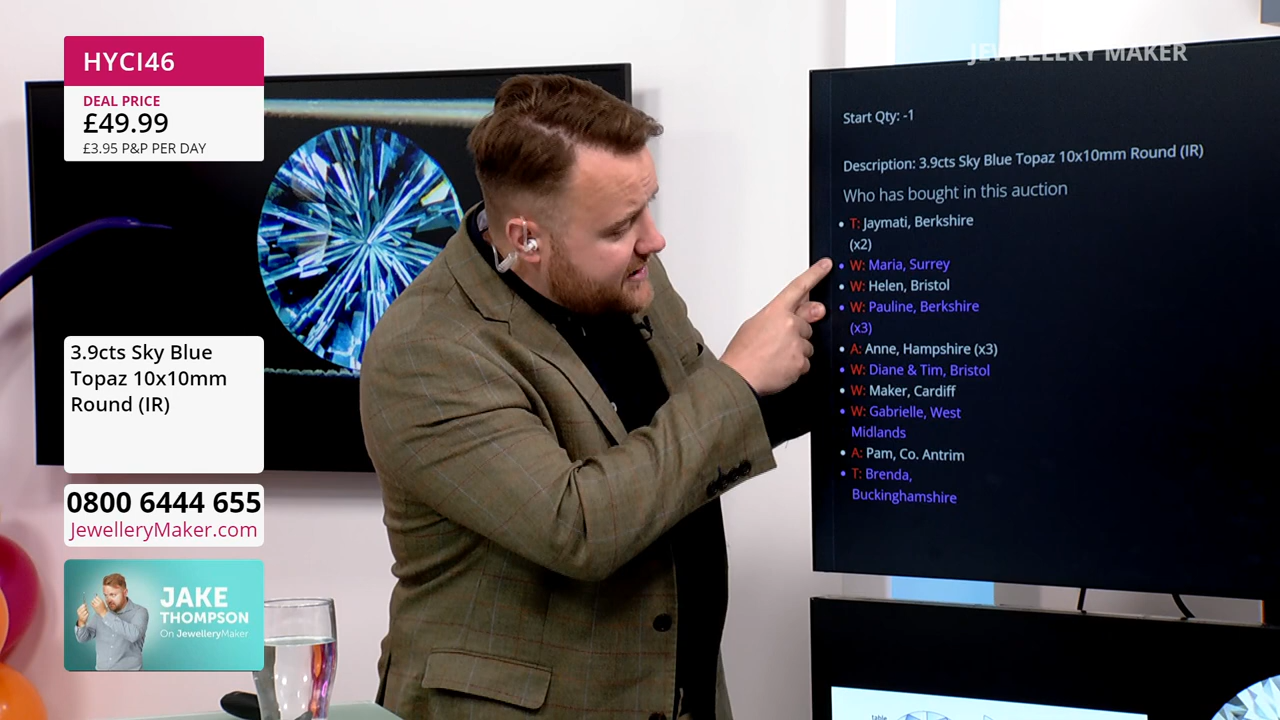 HYCI46
DEAL PRICE
£49.99
£3.95 P&P PER DAY
3.9cts Sky Blue
Topaz 10x10mm
Round (IR)
0800 6444 655
JewelleryMaker.com
JAKE
THOMPSON
On JewelleryMaker
JEWELLERY MAKER
Start Qty: -1
Description: 3.9cts Sky Blue Topaz 10x10mm Round (IR)
Who has bought in this auction
• T: Jaymati, Berkshire
(x2)
• W: Maria, Surrey
• W: Helen, Bristol
• W: Pauline, Berkshire
(x3)
• A: Anne, Hampshire (x3)
• W: Diane & Tim, Bristol
• W: Maker, Cardiff
• W: Gabrielle, West
Midlands
• A: Pam, Co. Antrim
• T: Brenda,
Buckinghamshire
table